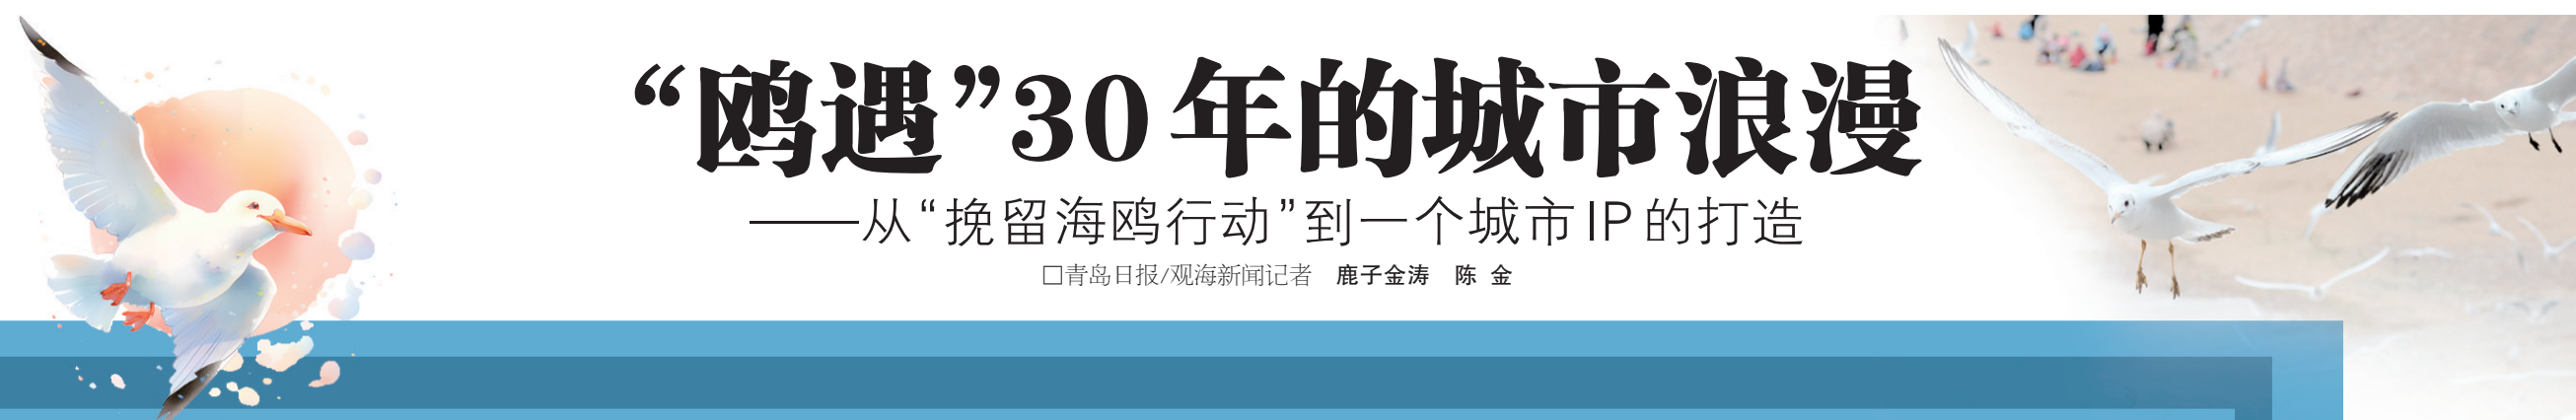 “鸥遇”30年的城市浪漫
——从“挽留海鸥行动”到一个城市IP的打造
□青岛日报/观海新闻记者 鹿子金涛 陈 金